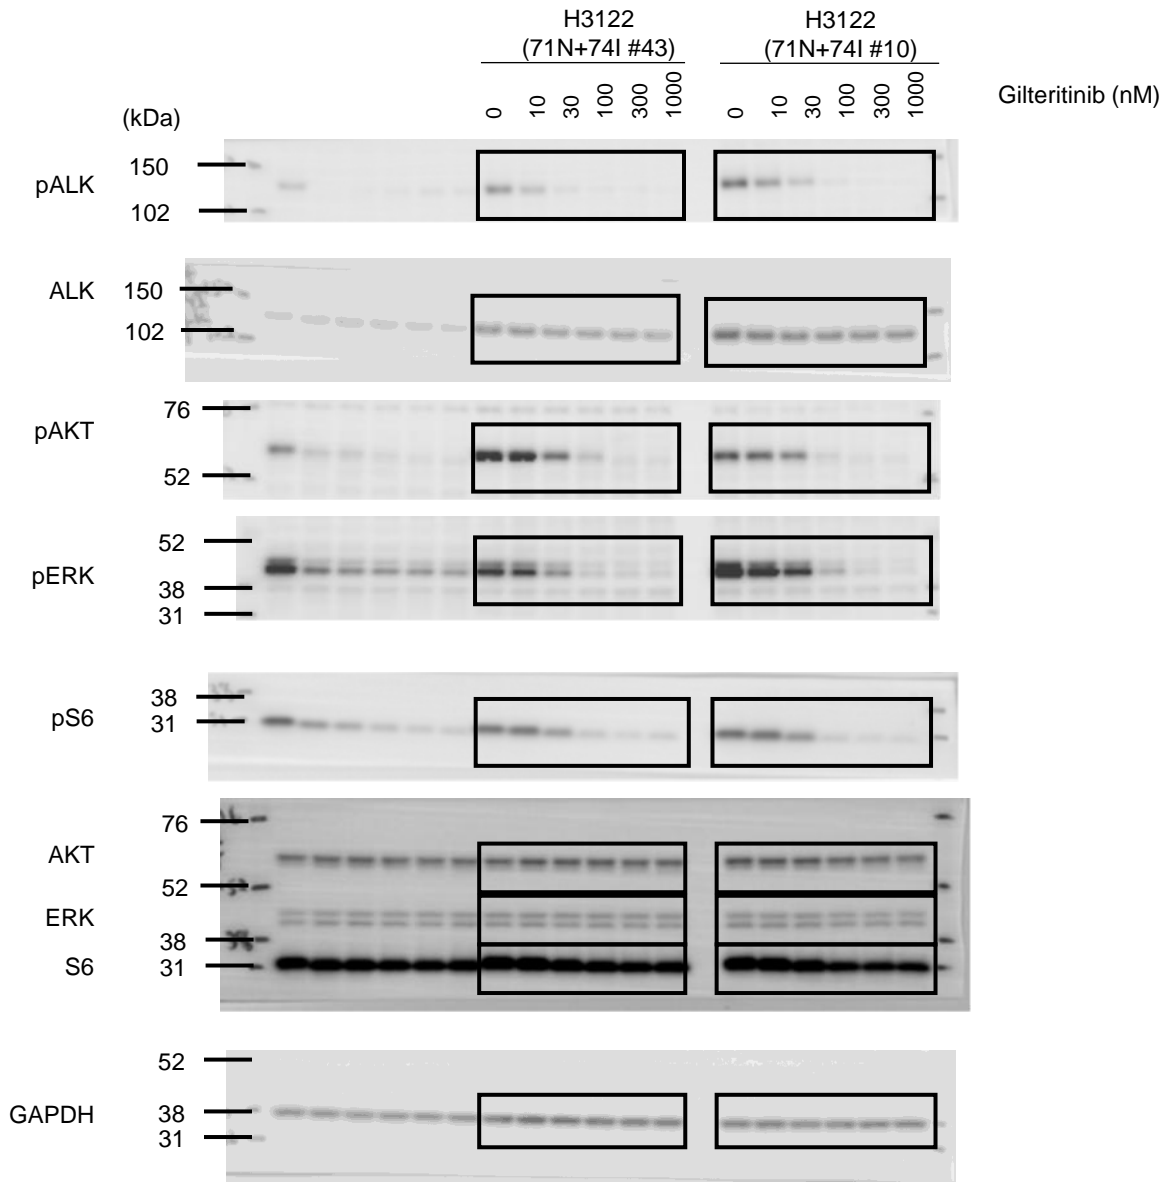 H3122
(71N+74I #43)
H3122
(71N+74I #10)
0 10 30 100 300 1000
0 10 30 100 300 1000
Gilteritinib (nM)
(kDa)
pALK
150
102
ALK
150
102
pAKT
76
52
pERK
52
38
31
pS6
38
31
76
AKT
52
ERK
38
S6
31
52
GAPDH
38
31